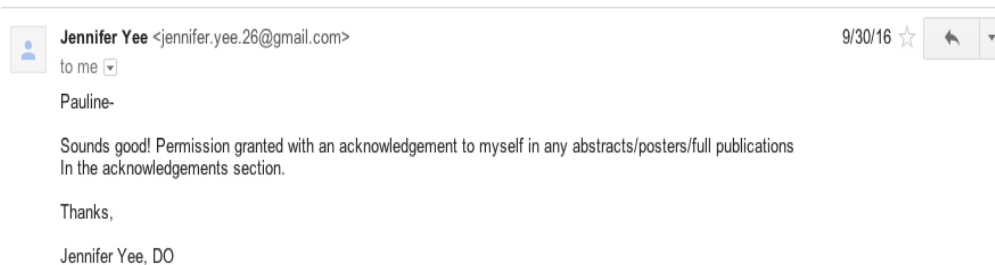 Jennifer Yee <jennifer.yee.26@gmail.com> 9/30/16
to me
Pauline-
Sounds good! Permission granted with an acknowledgement to myself in any abstracts/posters/full publications
In the acknowledgements section.
Thanks,
Jennifer Yee, DO